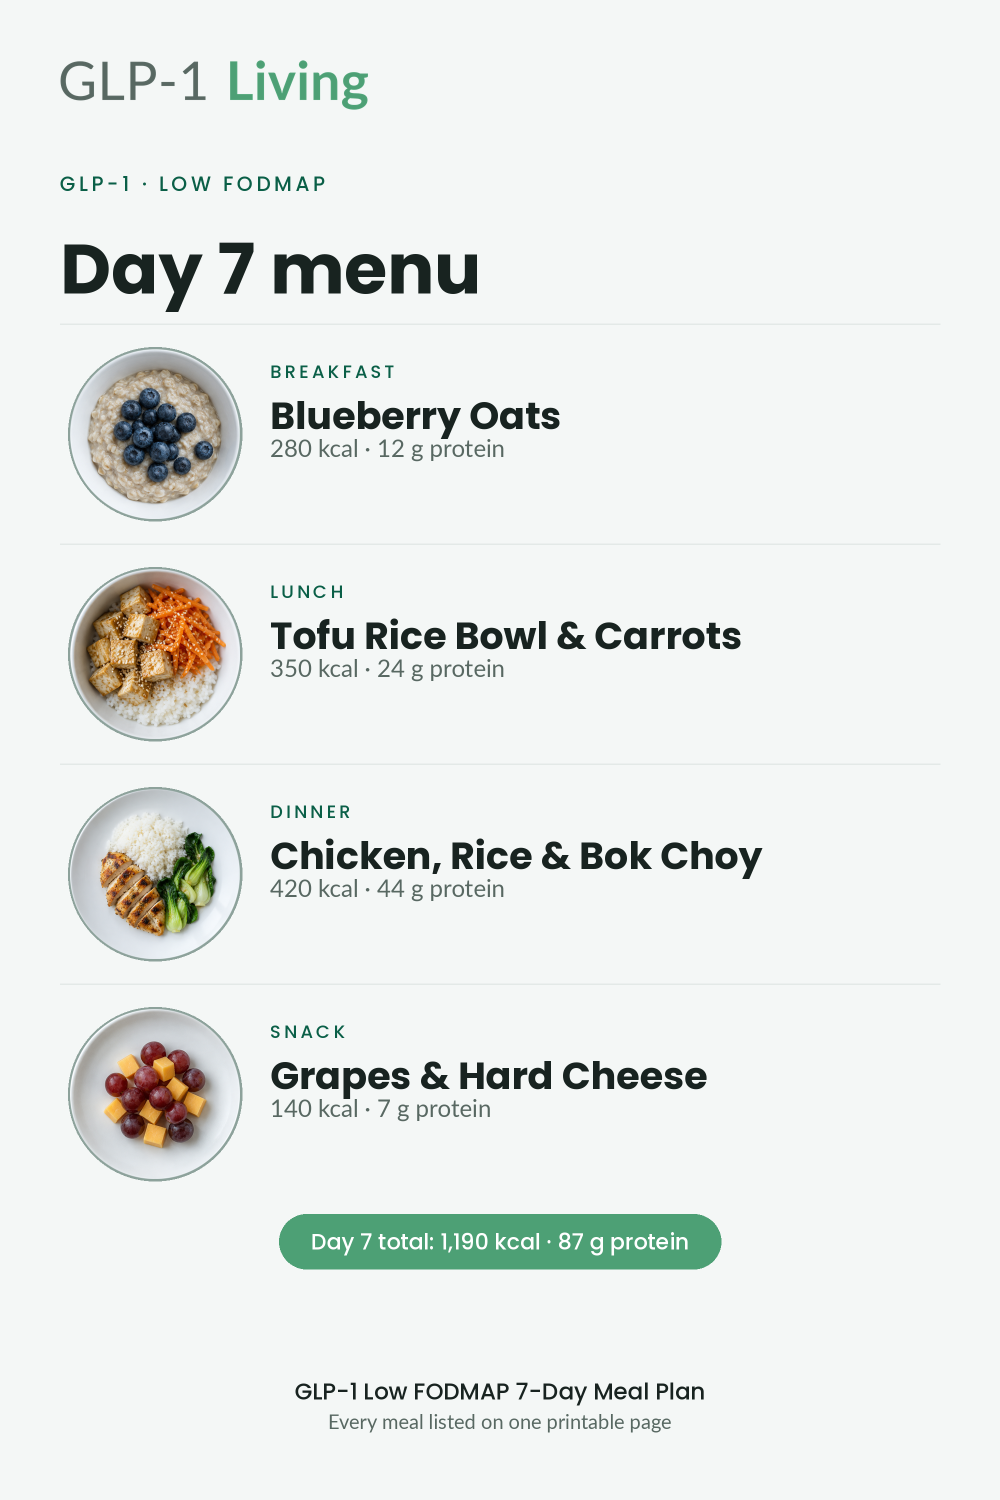 GLP-1 Living
GLP-1 · LOW FODMAP
Day 7 menu
BREAKFAST
Blueberry Oats
280 kcal · 12 g protein
LUNCH
Tofu Rice Bowl & Carrots
350 kcal · 24 g protein
DINNER
Chicken, Rice & Bok Choy
420 kcal · 44 g protein
SNACK
Grapes & Hard Cheese
140 kcal · 7 g protein
Day 7 total: 1,190 kcal · 87 g protein
GLP-1 Low FODMAP 7-Day Meal Plan
Every meal listed on one printable page